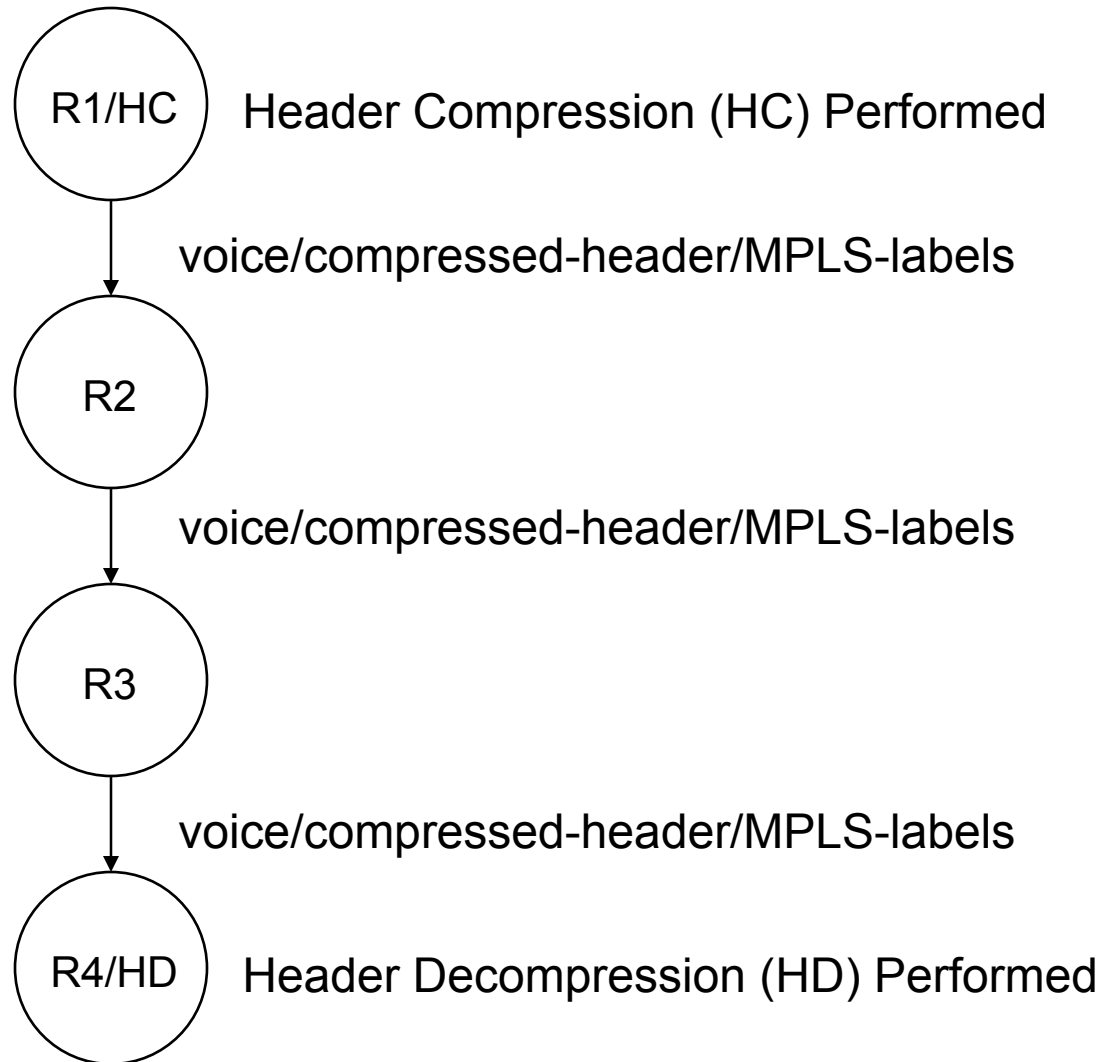 R1/HC Header Compression (HC) Performed
voice/compressed-header/MPLS-labels
R2
voice/compressed-header/MPLS-labels
R3
voice/compressed-header/MPLS-labels
R4/HD Header Decompression (HD) Performed